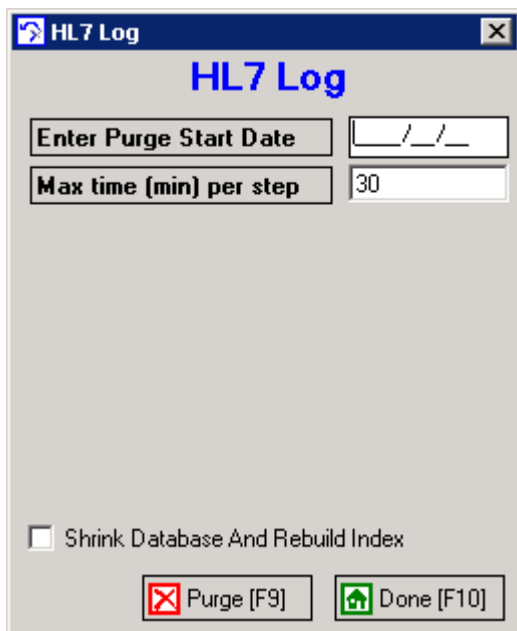 HL7 Log
HL7 Log
Enter Purge Start Date ___/__/__
Max time (min) per step 30
Shrink Database And Rebuild Index
Purge [F9] Done [F10]